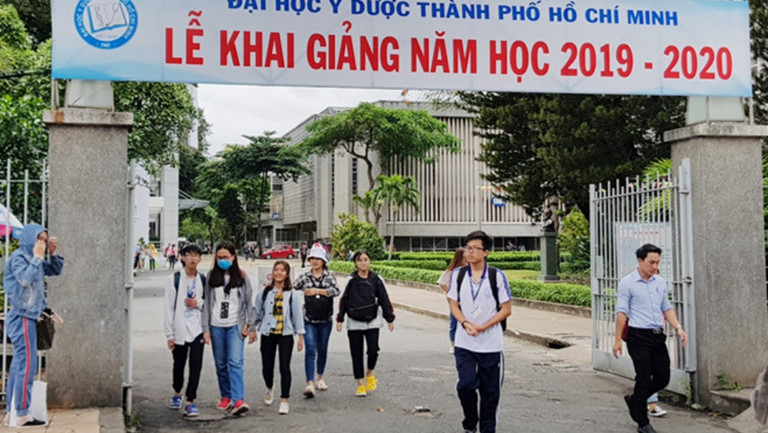 ĐẠI HỌC Y DƯỢC THÀNH PHỐ HỒ CHÍ MINH
LỄ KHAI GIẢNG NĂM HỌC 2019 - 2020